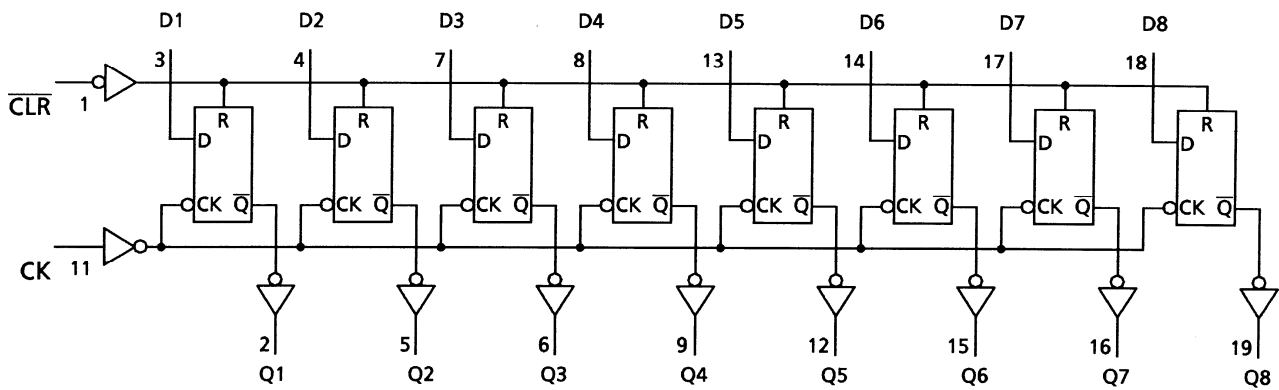 D1 D2 D3 D4 D5 D6 D7 D8
3 4 7 8 13 14 17 18
C̅L̅R̅ 1
R R R R R R R R
D D D D D D D D
CK Q̅ CK Q̅ CK Q̅ CK Q̅ CK Q̅ CK Q̅ CK Q̅ CK Q̅
CK 11
2 5 6 9 12 15 16 19
Q1 Q2 Q3 Q4 Q5 Q6 Q7 Q8